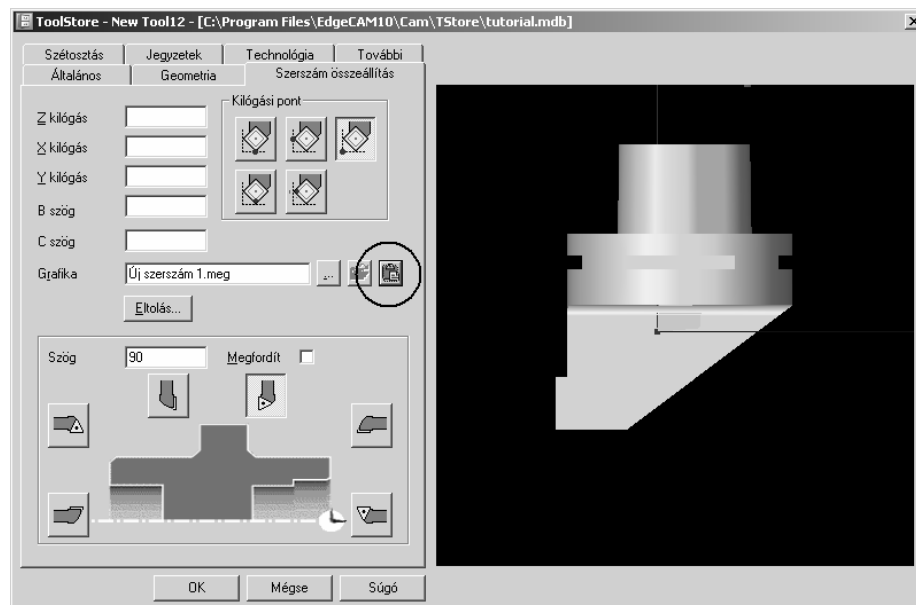 ToolStore - New Tool12 - [C:\Program Files\EdgeCAM10\Cam\TStore\tutorial.mdb]
Szétosztás Jegyzetek Technológia További
Általános Geometria Szerszám összeállítás
Z kilógás
X kilógás
Y kilógás
B szög
C szög
Kilógási pont
Grafika Új szerszám 1.meg ...
Eltolás...
Szög 90 Megfordít
OK Mégse Súgó